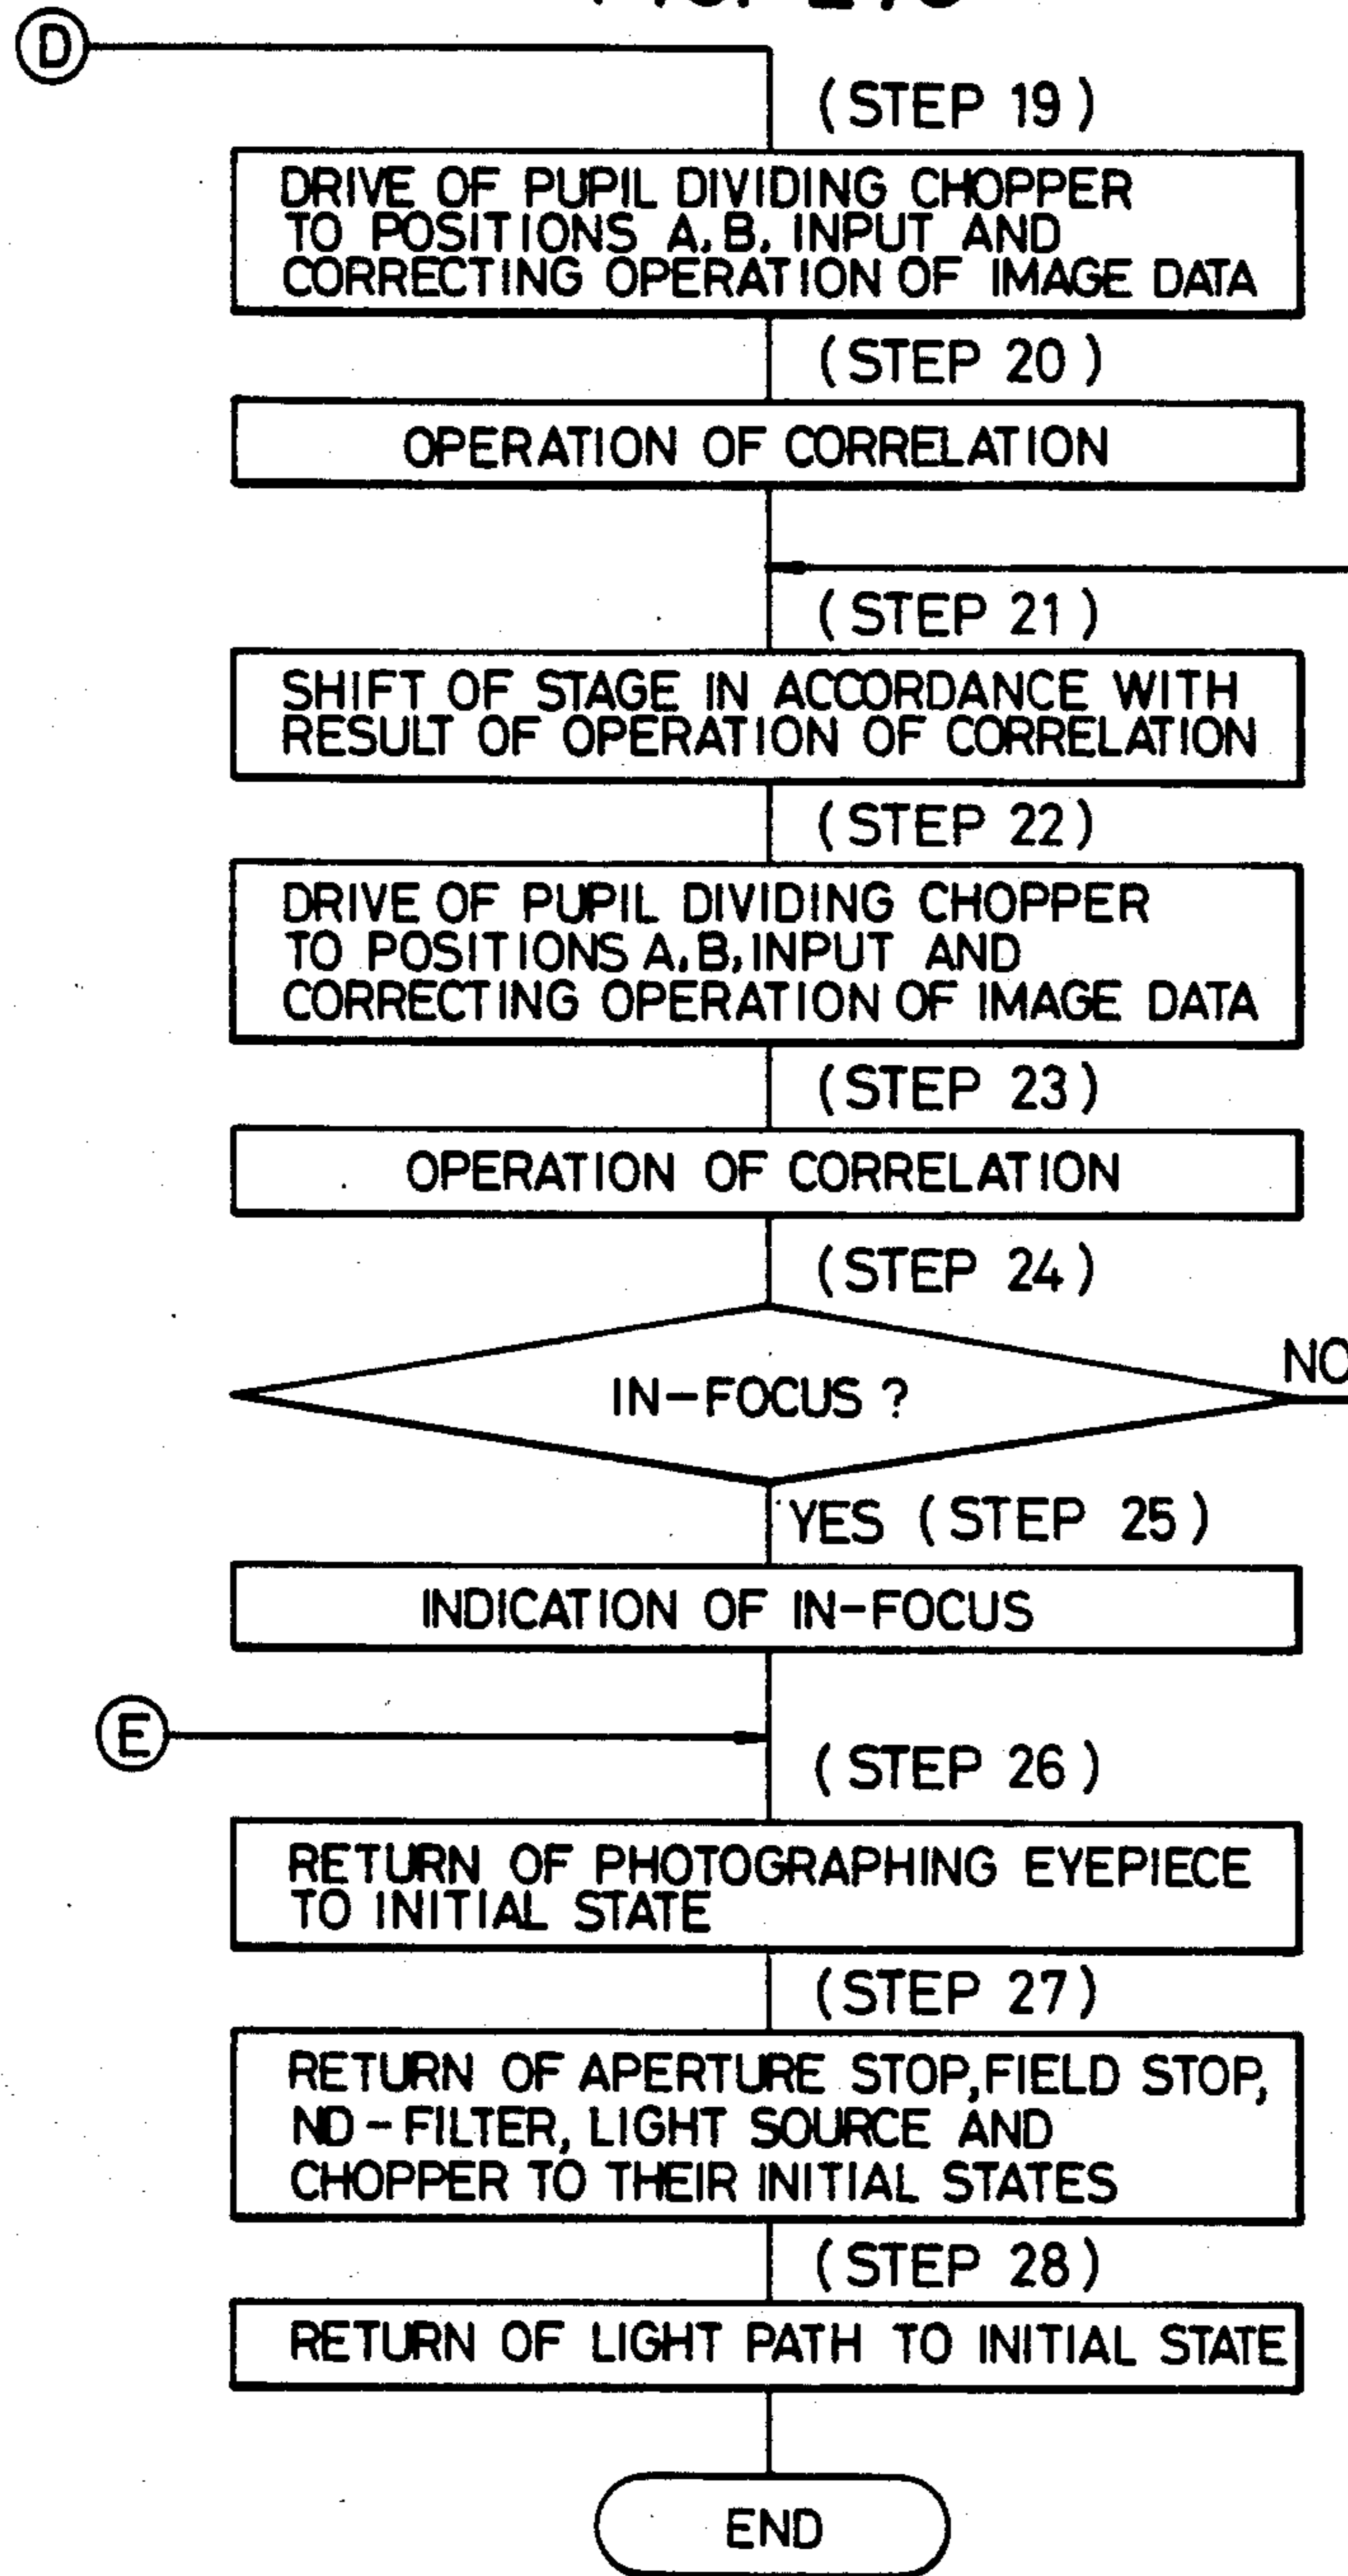 D
(STEP 19)
DRIVE OF PUPIL DIVIDING CHOPPER
TO POSITIONS A,B, INPUT AND
CORRECTING OPERATION OF IMAGE DATA
(STEP 20)
OPERATION OF CORRELATION
(STEP 21)
SHIFT OF STAGE IN ACCORDANCE WITH
RESULT OF OPERATION OF CORRELATION
(STEP 22)
DRIVE OF PUPIL DIVIDING CHOPPER
TO POSITIONS A,B, INPUT AND
CORRECTING OPERATION OF IMAGE DATA
(STEP 23)
OPERATION OF CORRELATION
(STEP 24)
IN-FOCUS ?
NO
YES (STEP 25)
INDICATION OF IN-FOCUS
E
(STEP 26)
RETURN OF PHOTOGRAPHING EYEPIECE
TO INITIAL STATE
(STEP 27)
RETURN OF APERTURE STOP, FIELD STOP,
ND-FILTER, LIGHT SOURCE AND
CHOPPER TO THEIR INITIAL STATES
(STEP 28)
RETURN OF LIGHT PATH TO INITIAL STATE
END